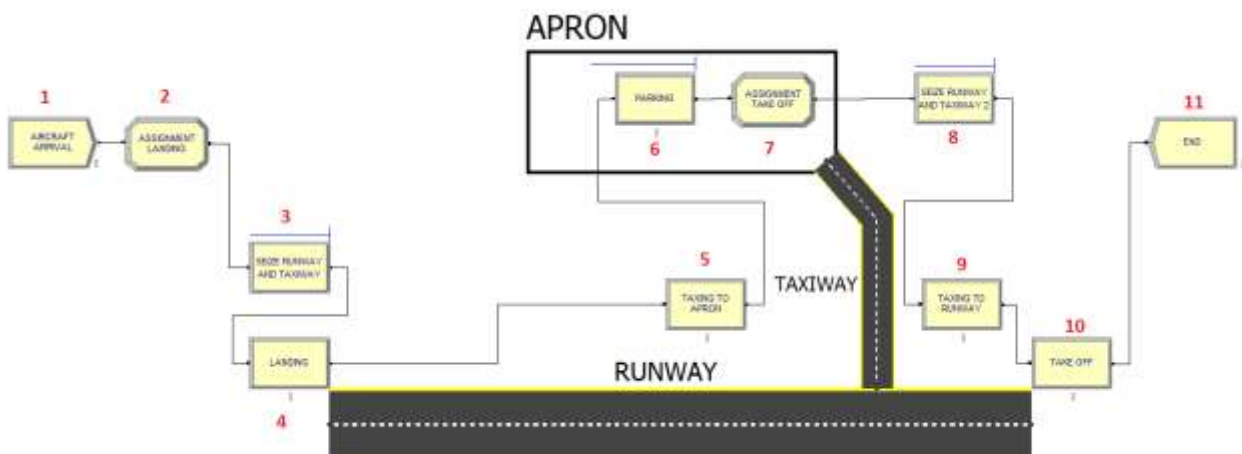 APRON
1
2
AIRCRAFT
ARRIVAL
ASSIGNMENT
LANDING
3
SEIZE RUNWAY
AND TAXIWAY
LANDING
4
5
TAXING TO
APRON
PARKING
6
ASSIGNMENT
TAKE OFF
7
SEIZE RUNWAY
AND TAXIWAY 2
8
TAXIWAY
9
TAXING TO
RUNWAY
10
TAKE OFF
11
END
RUNWAY